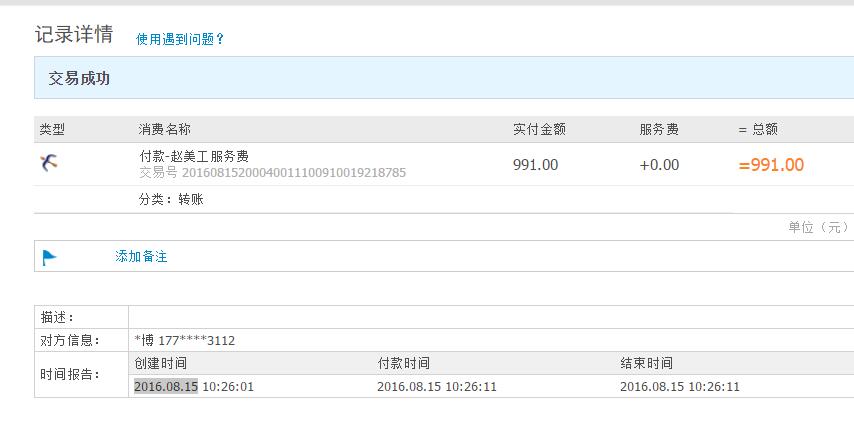 记录详情 使用遇到问题？
交易成功
类型 消费名称 实付金额 服务费 = 总额
付款-赵美工服务费 991.00 +0.00 =991.00
交易号 20160815200040011100910019218785
分类：转账
单位（元）
添加备注
描述：
对方信息： *博 177****3112
时间报告： 创建时间 付款时间 结束时间
2016.08.15 10:26:01 2016.08.15 10:26:11 2016.08.15 10:26:11